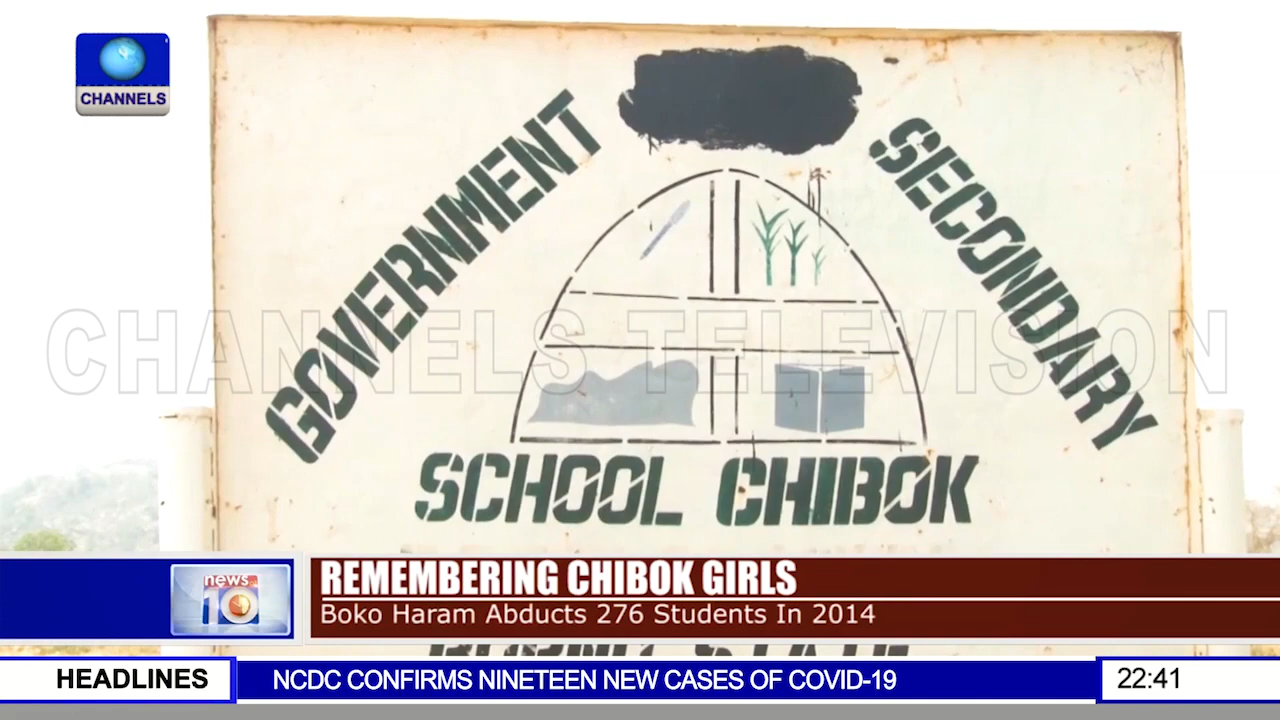 CHANNELS
GOVERNMENT
SECONDARY
CHANNELS TELEVISION
SCHOOL CHIBOK
news
10
REMEMBERING CHIBOK GIRLS
Boko Haram Abducts 276 Students In 2014
HEADLINES
NCDC CONFIRMS NINETEEN NEW CASES OF COVID-19
22:41